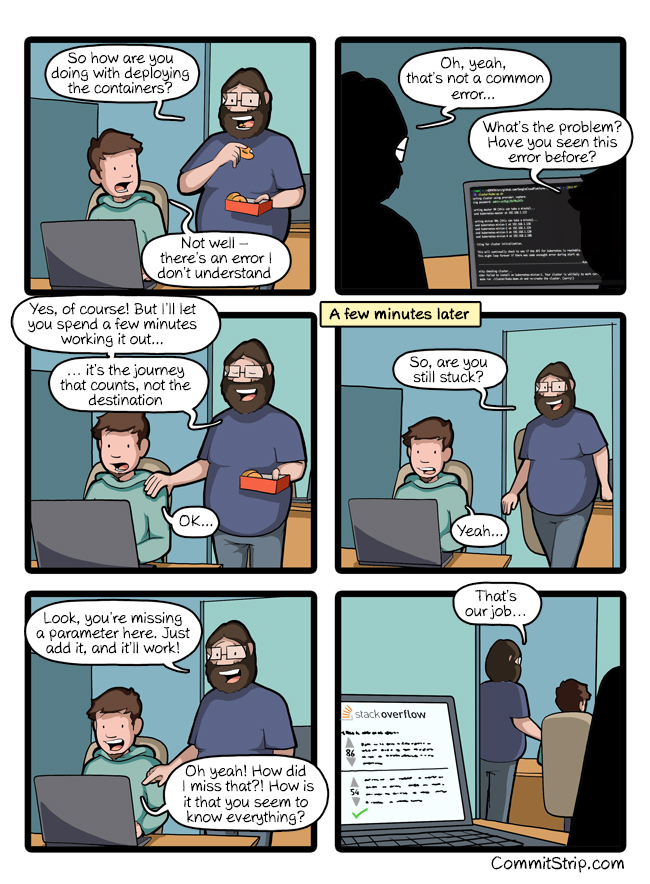 So how are you
doing with deploying
the containers?
Not well –
there's an error I
don't understand
Oh, yeah,
that's not a common
error...
What's the problem?
Have you seen this
error before?
Yes, of course! But I'll let
you spend a few minutes
working it out...
... it's the journey
that counts, not the
destination
OK...
A few minutes later
So, are you
still stuck?
Yeah...
Look, you're missing
a parameter here. Just
add it, and it'll work!
Oh yeah! How did
I miss that?! How is
it that you seem to
know everything?
That's
our job...
stackoverflow
86
54
CommitStrip.com